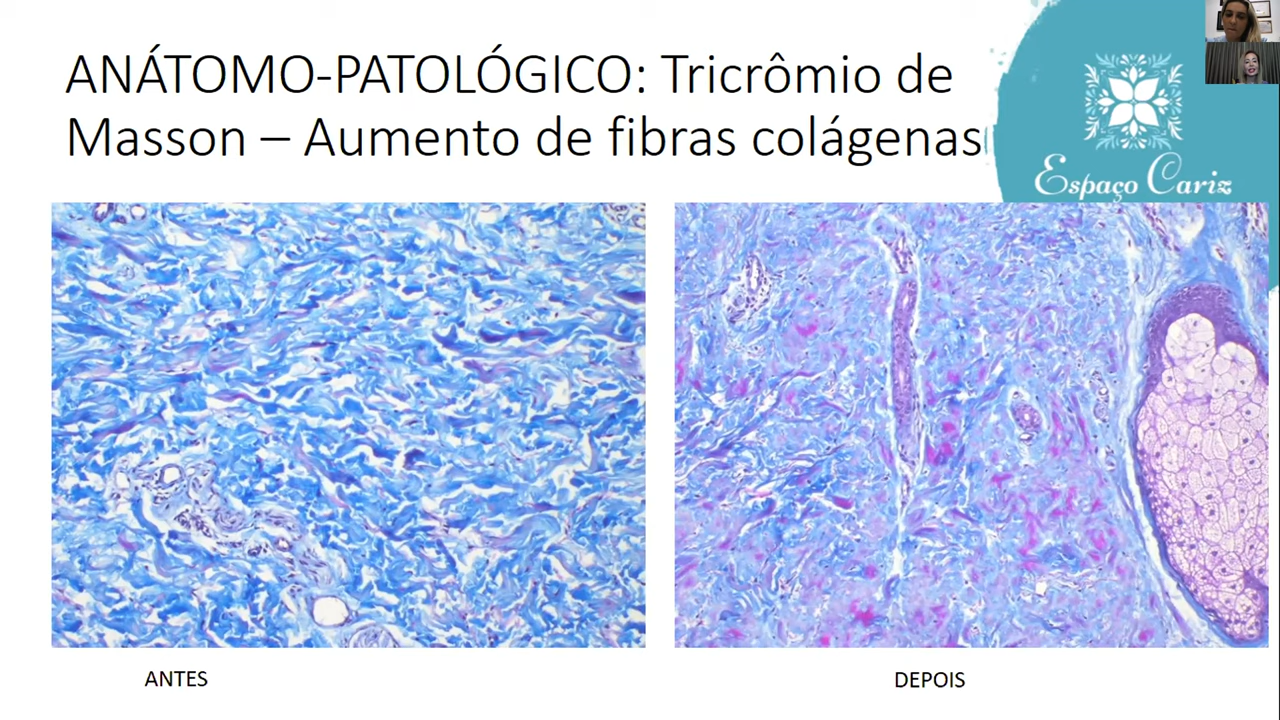 ANÁTOMO-PATOLÓGICO: Tricrômio de
Masson – Aumento de fibras colágenas
Espaço Cariz
ANTES
DEPOIS